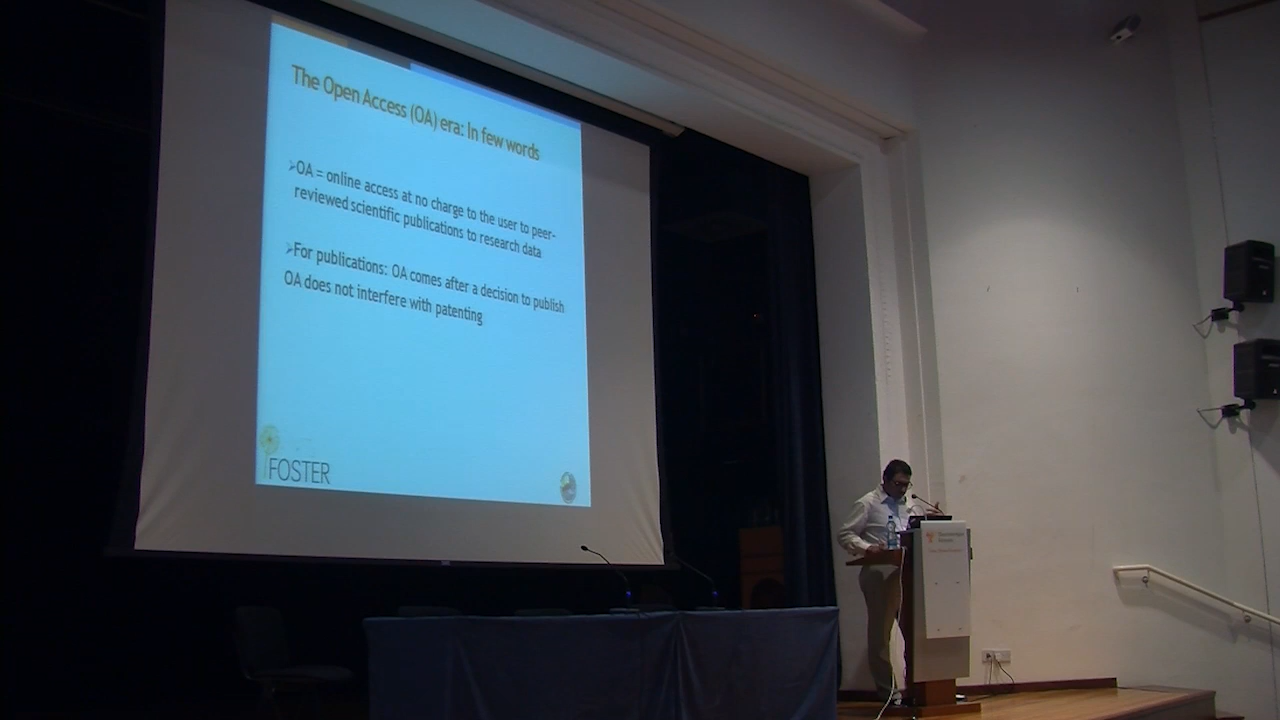 The Open Access (OA) era: In few words
➢OA = online access at no charge to the user to peer-
reviewed scientific publications to research data
➢For publications: OA comes after a decision to publish
OA does not interfere with patenting
FOSTER